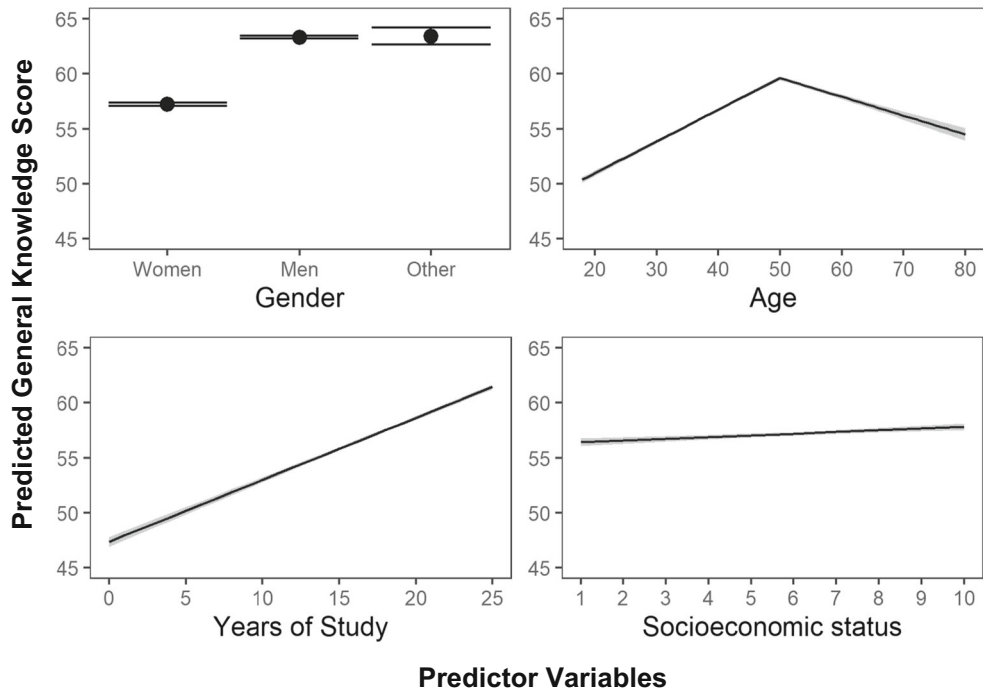 Predicted General Knowledge Score
65
60
55
50
45
Women Men Other
Gender
65
60
55
50
45
20 30 40 50 60 70 80
Age
65
60
55
50
45
0 5 10 15 20 25
Years of Study
65
60
55
50
45
1 2 3 4 5 6 7 8 9 10
Socioeconomic status
Predictor Variables